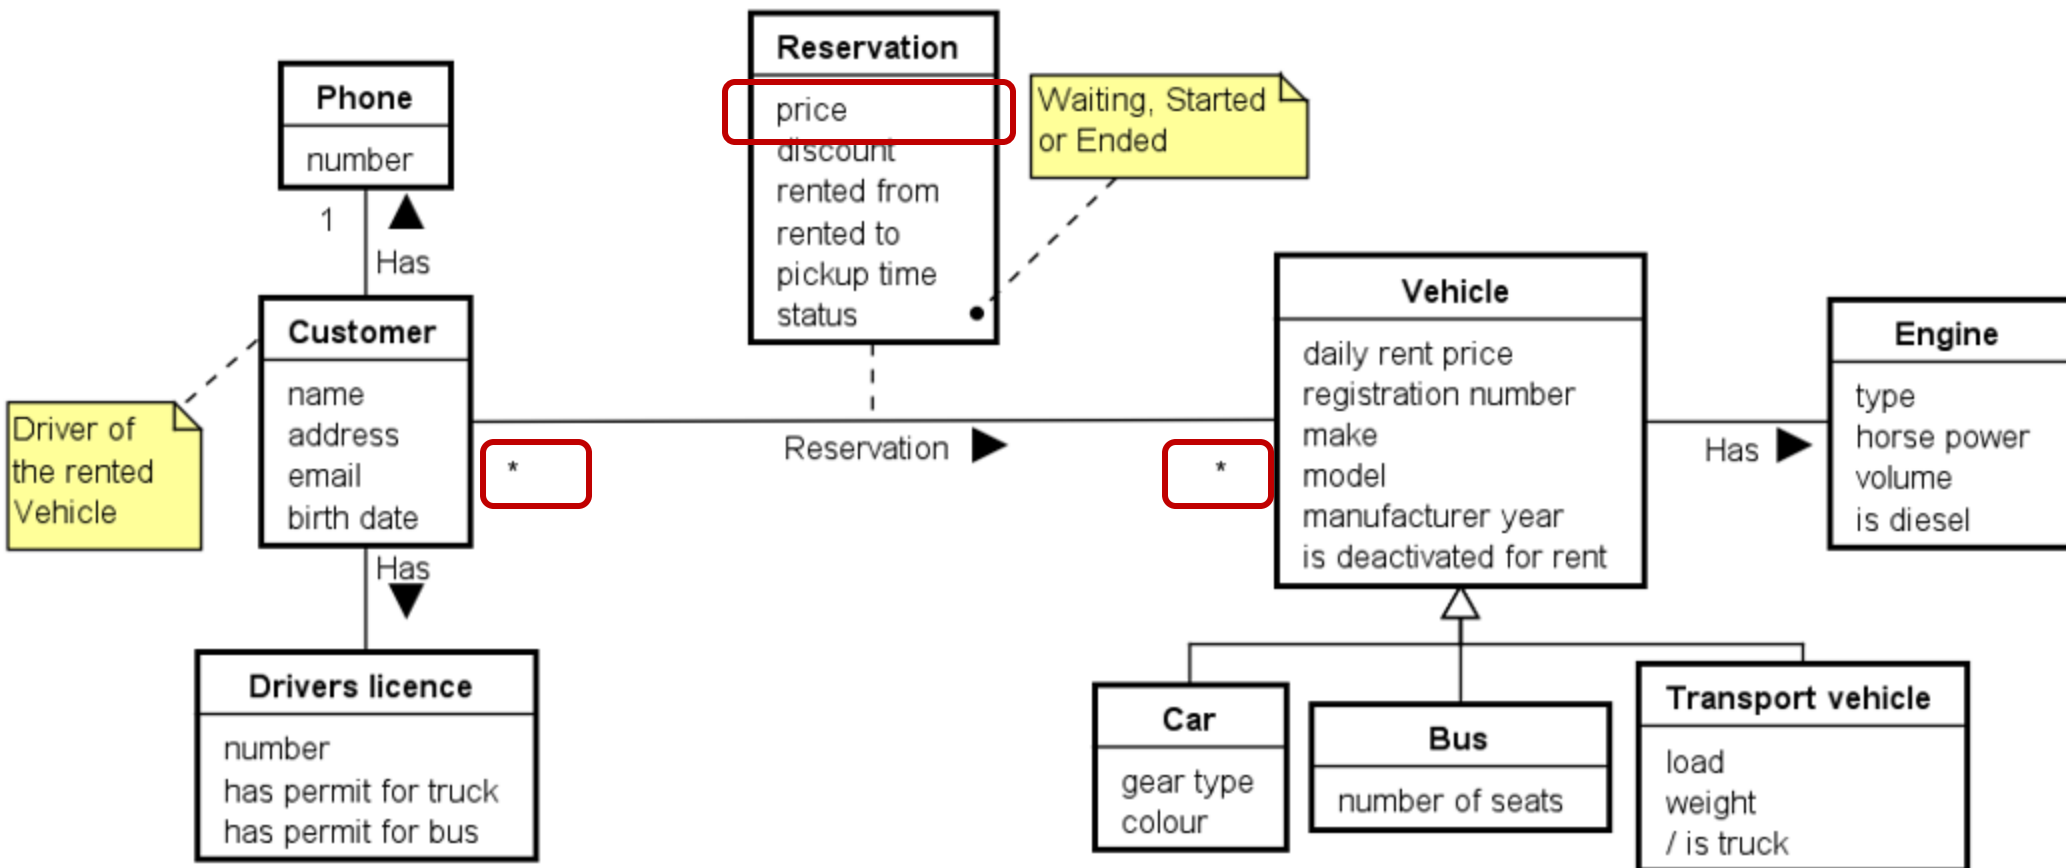 Reservation
price
discount
rented from
rented to
pickup time
status
Waiting, Started
or Ended
Phone
number
1
Has
Customer
name
address
email
birth date
Driver of
the rented
Vehicle
*
Reservation
*
Vehicle
daily rent price
registration number
make
model
manufacturer year
is deactivated for rent
Has
Engine
type
horse power
volume
is diesel
Has
Drivers licence
number
has permit for truck
has permit for bus
Car
gear type
colour
Bus
number of seats
Transport vehicle
load
weight
/ is truck